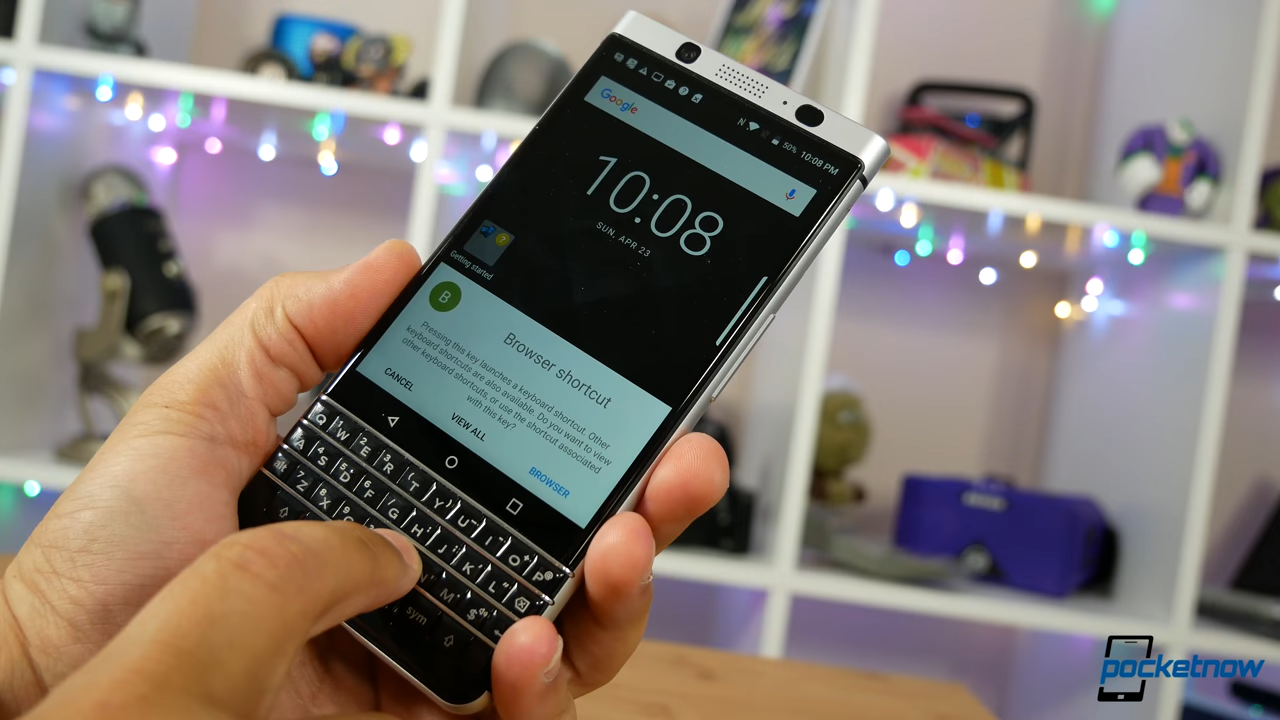 Google
N 50% 10:08 PM
10:08
SUN, APR 23
Getting started
B
Browser shortcut
Pressing this key launches a keyboard shortcut. Other
keyboard shortcuts are also available. Do you want to view
other keyboard shortcuts, or use the shortcut associated
with this key?
CANCEL
VIEW ALL
BROWSER
Q W E R T Y U I O P
A S D F G H J K L
alt Z X M $
sym
pocketnow